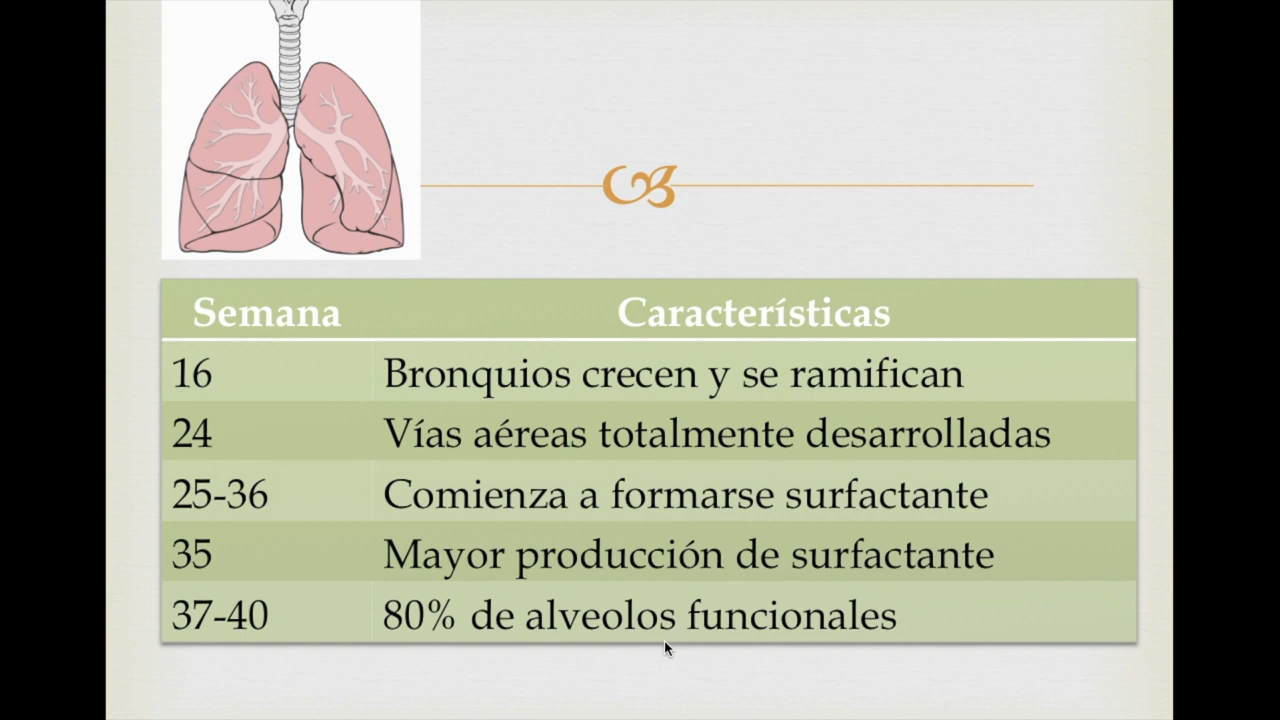 Semana Características
16 Bronquios crecen y se ramifican
24 Vías aéreas totalmente desarrolladas
25-36 Comienza a formarse surfactante
35 Mayor producción de surfactante
37-40 80% de alveolos funcionales